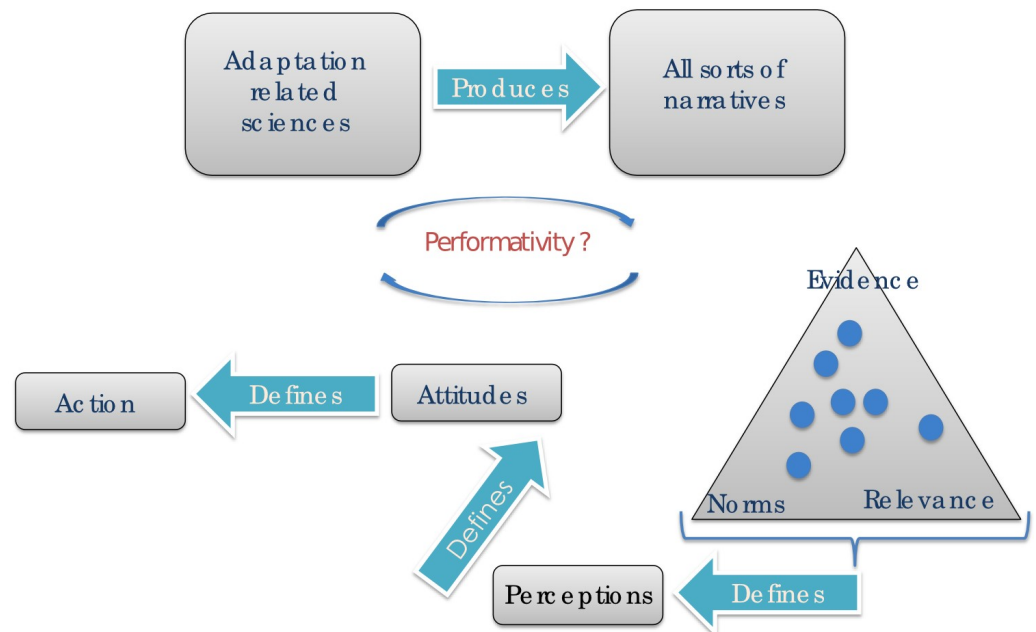 Adaptation
related
sciences
Produces
All sorts of
narratives
Performativity ?
Evidence
Action
Defines
Attitudes
Defines
Norms
Relevance
Perceptions
Defines